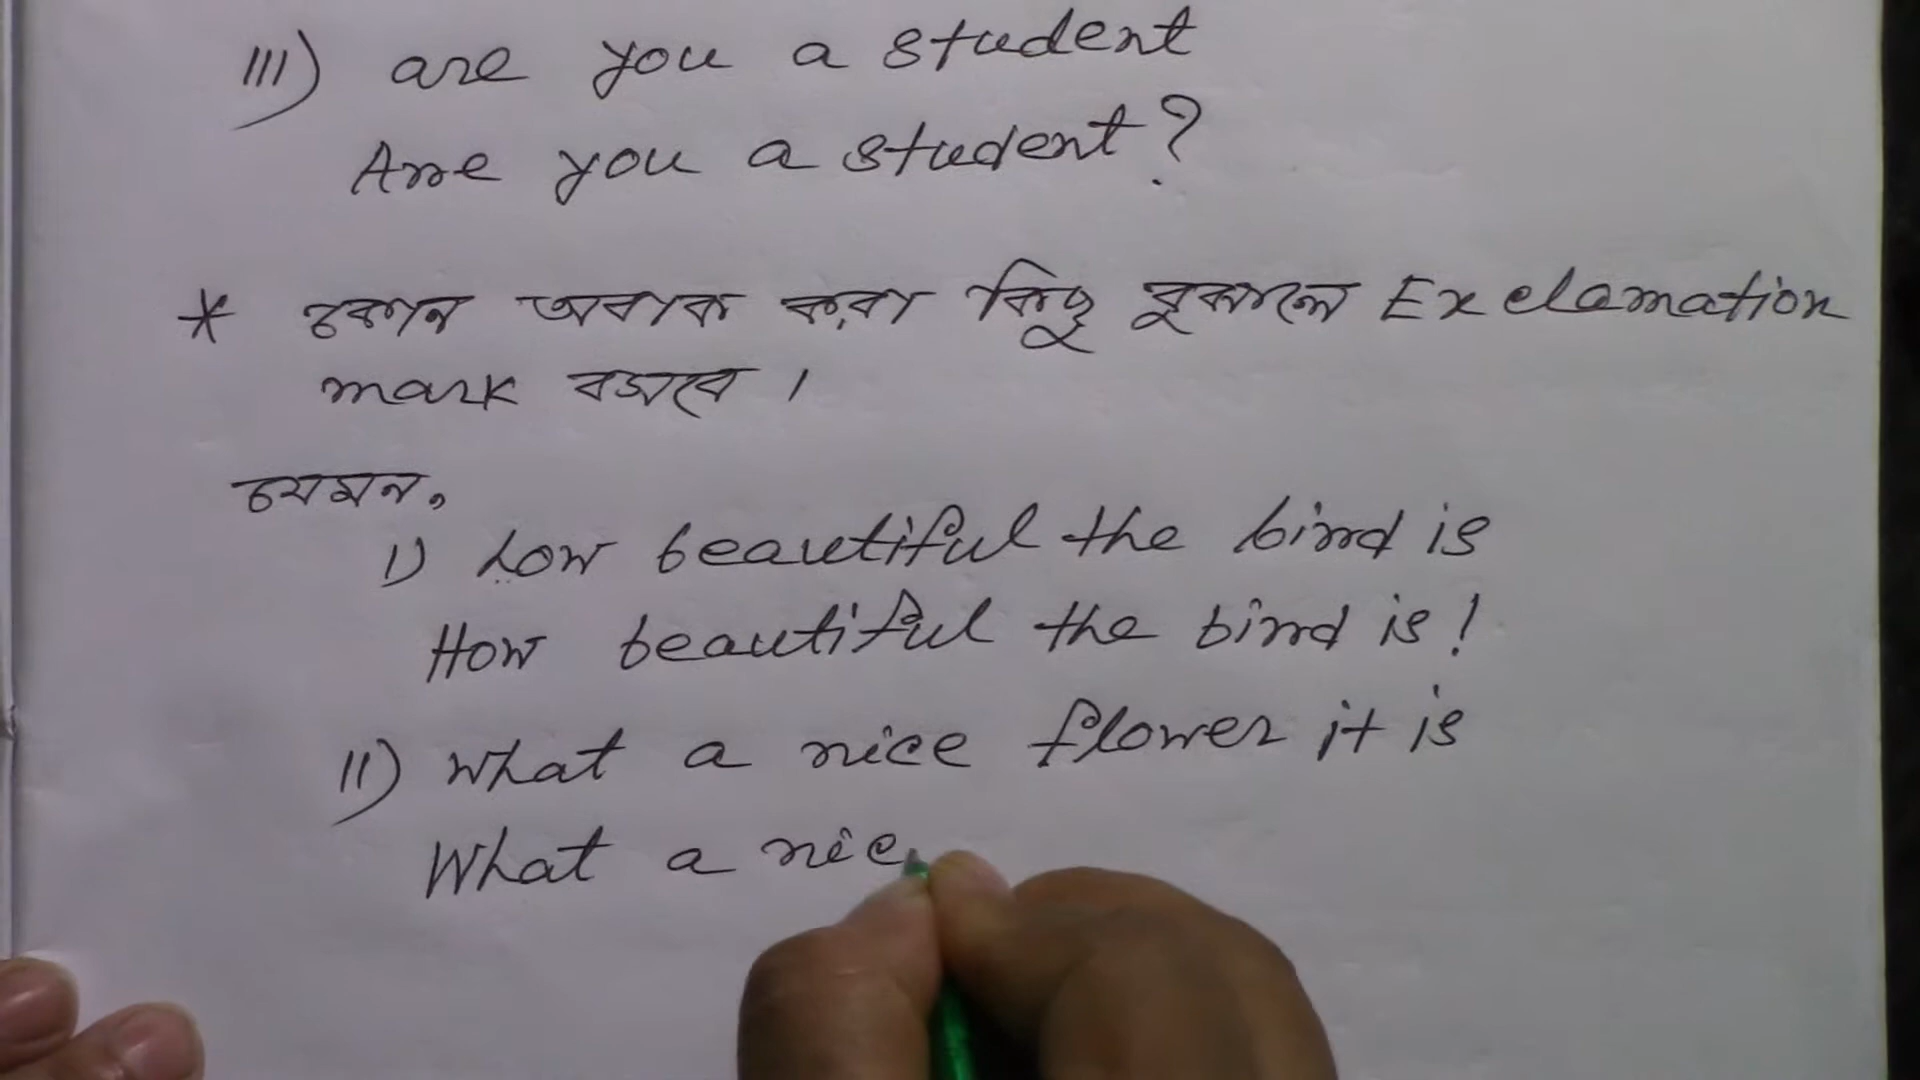 III) are you a student
Are you a student?
* কোন অবাক করা কিছু বুঝালে Exclamation
mark বসবে ।
যেমন,
I) how beautiful the bird is
How beautiful the bird is!
II) what a nice flower it is
What a nice